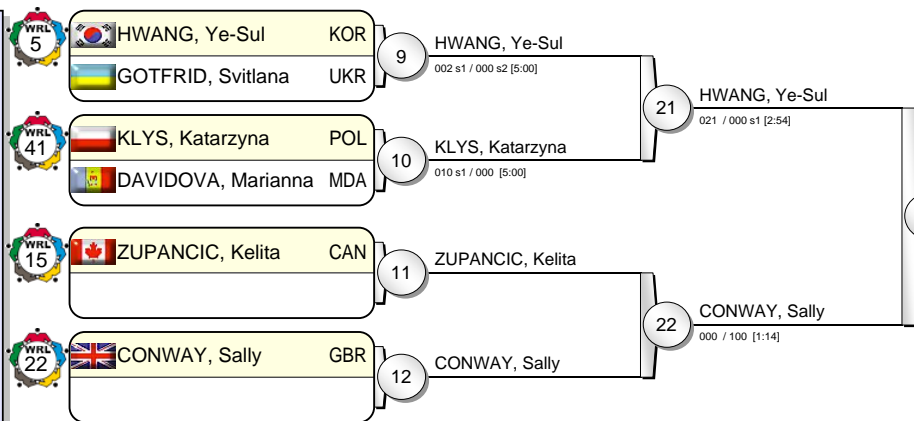 WRL
5
HWANG, Ye-Sul KOR
GOTFRID, Svitlana UKR
9
HWANG, Ye-Sul
002 s1 / 000 s2 [5:00]
WRL
41
KLYS, Katarzyna POL
DAVIDOVA, Marianna MDA
10
KLYS, Katarzyna
010 s1 / 000 [5:00]
21
HWANG, Ye-Sul
021 / 000 s1 [2:54]
WRL
15
ZUPANCIC, Kelita CAN
11
ZUPANCIC, Kelita
WRL
22
CONWAY, Sally GBR
12
CONWAY, Sally
22
CONWAY, Sally
000 / 100 [1:14]